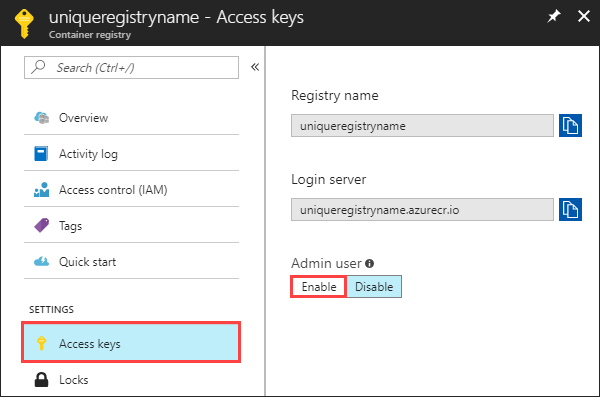 uniqueregistryname - Access keys
Container registry
Search (Ctrl+/)
Overview
Activity log
Access control (IAM)
Tags
Quick start
SETTINGS
Access keys
Locks
Registry name
uniqueregistryname
Login server
uniqueregistryname.azurecr.io
Admin user
Enable Disable